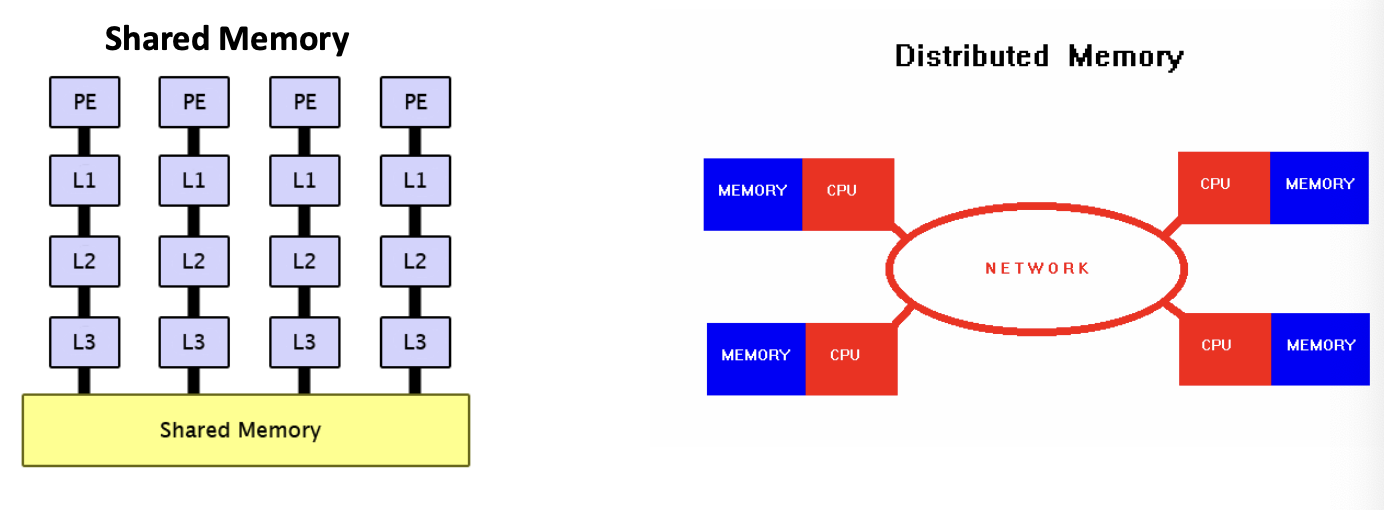 Shared Memory
PE PE PE PE
L1 L1 L1 L1
L2 L2 L2 L2
L3 L3 L3 L3
Shared Memory
Distributed Memory
MEMORY CPU
CPU MEMORY
NETWORK
MEMORY CPU
CPU MEMORY